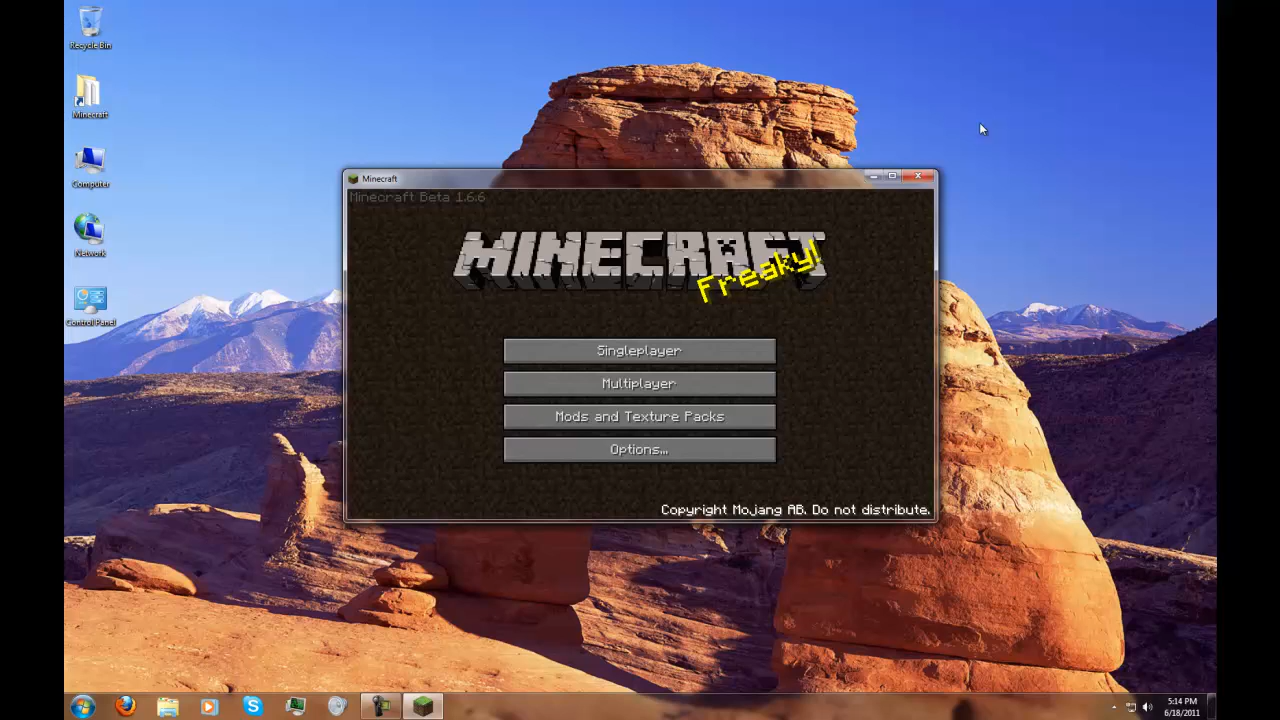 Recycle Bin
Minecraft
Computer
Network
Control Panel
Minecraft
Minecraft Beta 1.6.6
MINECRAFT
Freaky!
Singleplayer
Multiplayer
Mods and Texture Packs
Options...
Copyright Mojang AB. Do not distribute.
5:14 PM
6/18/2011